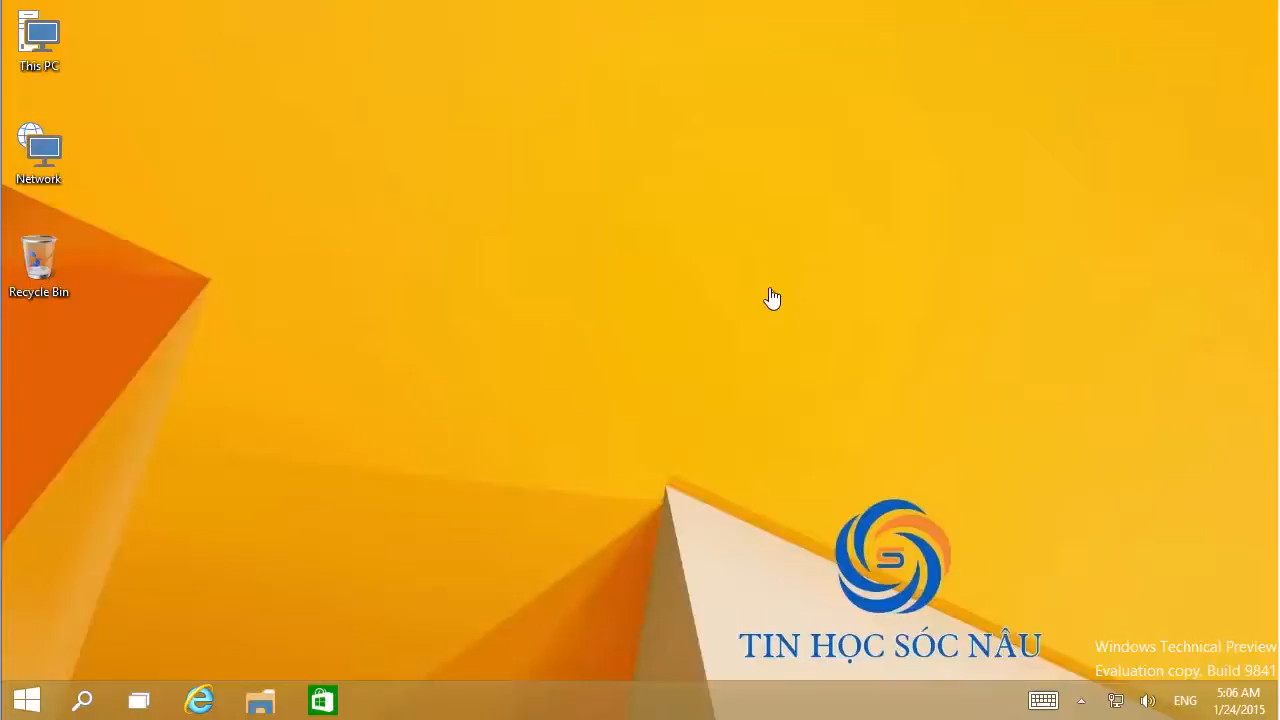 This PC
Network
Recycle Bin
S
TIN HỌC SÓC NÂU
Windows Technical Preview
Evaluation copy. Build 9841
ENG
5:06 AM
1/24/2015